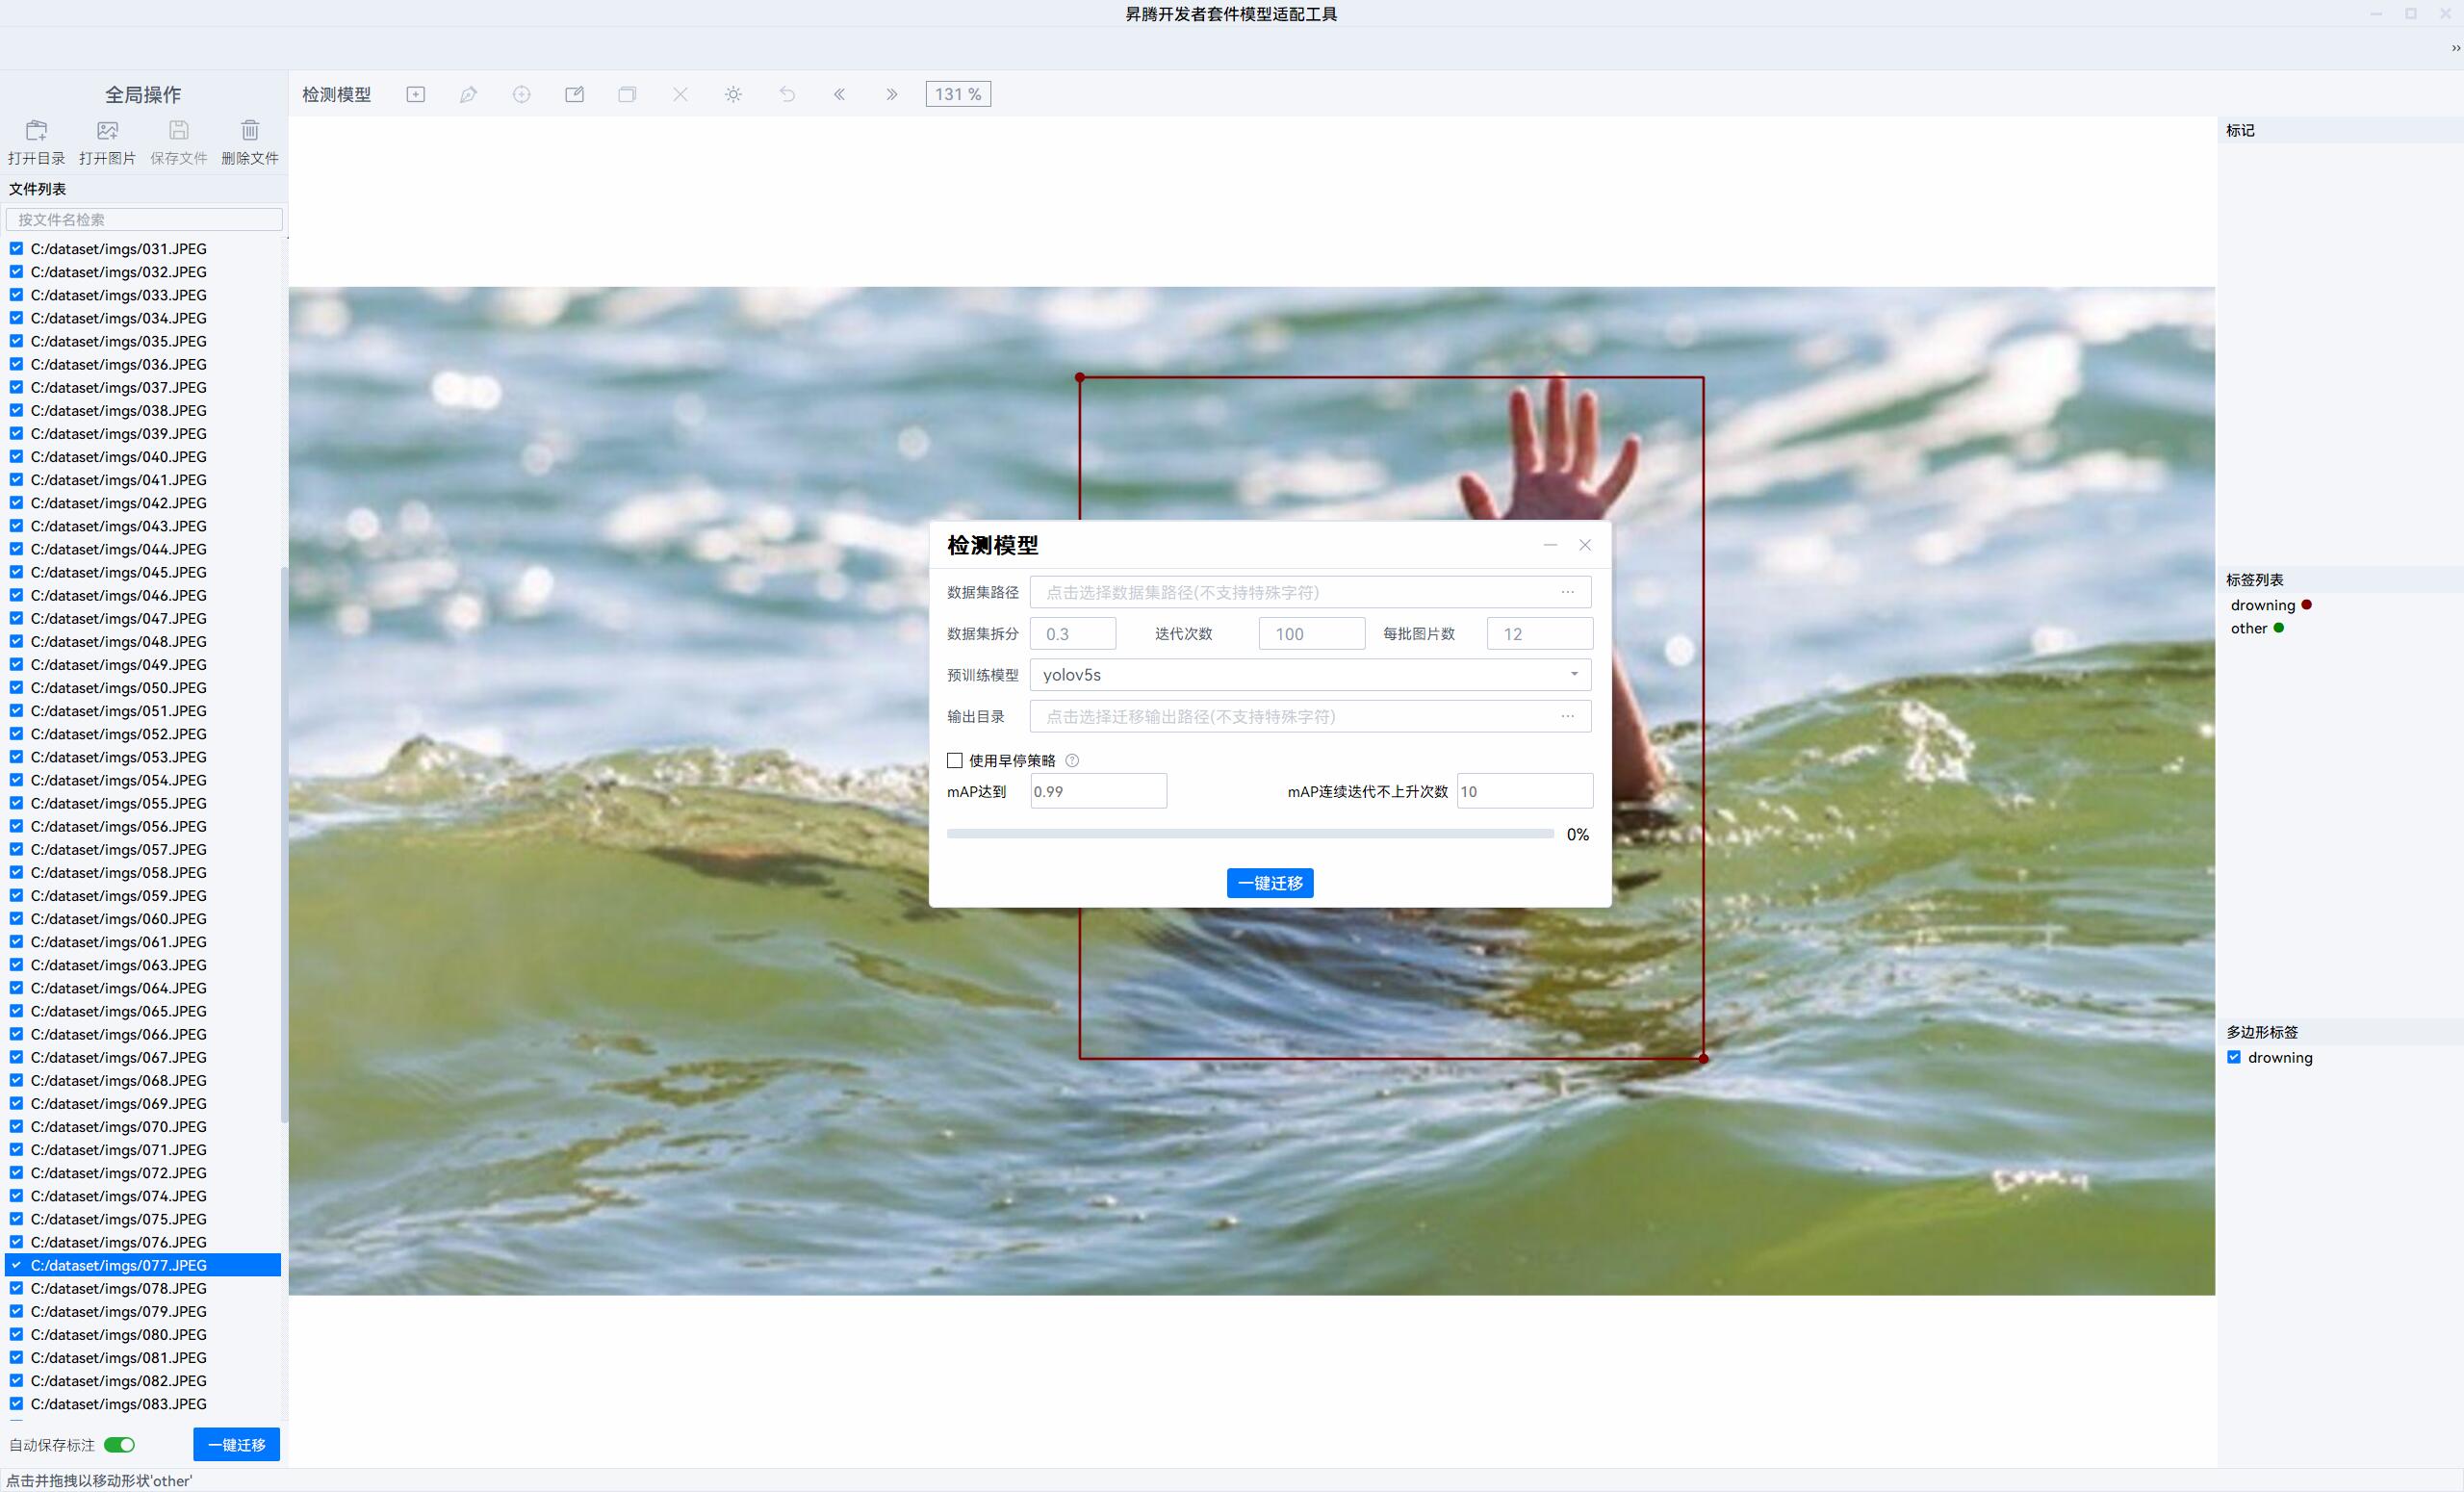 昇腾开发者套件模型适配工具
全局操作
打开目录 打开图片 保存文件 删除文件
文件列表
按文件名检索
C:/dataset/imgs/031.JPEG
C:/dataset/imgs/032.JPEG
C:/dataset/imgs/033.JPEG
C:/dataset/imgs/034.JPEG
C:/dataset/imgs/035.JPEG
C:/dataset/imgs/036.JPEG
C:/dataset/imgs/037.JPEG
C:/dataset/imgs/038.JPEG
C:/dataset/imgs/039.JPEG
C:/dataset/imgs/040.JPEG
C:/dataset/imgs/041.JPEG
C:/dataset/imgs/042.JPEG
C:/dataset/imgs/043.JPEG
C:/dataset/imgs/044.JPEG
C:/dataset/imgs/045.JPEG
C:/dataset/imgs/046.JPEG
C:/dataset/imgs/047.JPEG
C:/dataset/imgs/048.JPEG
C:/dataset/imgs/049.JPEG
C:/dataset/imgs/050.JPEG
C:/dataset/imgs/051.JPEG
C:/dataset/imgs/052.JPEG
C:/dataset/imgs/053.JPEG
C:/dataset/imgs/054.JPEG
C:/dataset/imgs/055.JPEG
C:/dataset/imgs/056.JPEG
C:/dataset/imgs/057.JPEG
C:/dataset/imgs/058.JPEG
C:/dataset/imgs/059.JPEG
C:/dataset/imgs/060.JPEG
C:/dataset/imgs/061.JPEG
C:/dataset/imgs/063.JPEG
C:/dataset/imgs/064.JPEG
C:/dataset/imgs/065.JPEG
C:/dataset/imgs/066.JPEG
C:/dataset/imgs/067.JPEG
C:/dataset/imgs/068.JPEG
C:/dataset/imgs/069.JPEG
C:/dataset/imgs/070.JPEG
C:/dataset/imgs/071.JPEG
C:/dataset/imgs/072.JPEG
C:/dataset/imgs/074.JPEG
C:/dataset/imgs/075.JPEG
C:/dataset/imgs/076.JPEG
C:/dataset/imgs/077.JPEG
C:/dataset/imgs/078.JPEG
C:/dataset/imgs/079.JPEG
C:/dataset/imgs/080.JPEG
C:/dataset/imgs/081.JPEG
C:/dataset/imgs/082.JPEG
C:/dataset/imgs/083.JPEG
自动保存标注 一键迁移
检测模型 131 %
检测模型
数据集路径 点击选择数据集路径(不支持特殊字符) ...
数据集拆分 0.3 迭代次数 100 每批图片数 12
预训练模型 yolov5s
输出目录 点击选择迁移输出路径(不支持特殊字符) ...
使用早停策略 ?
mAP达到 0.99 mAP连续迭代不上升次数 10
0%
一键迁移
标记
标签列表
drowning
other
多边形标签
drowning
点击并拖拽以移动形状'other'